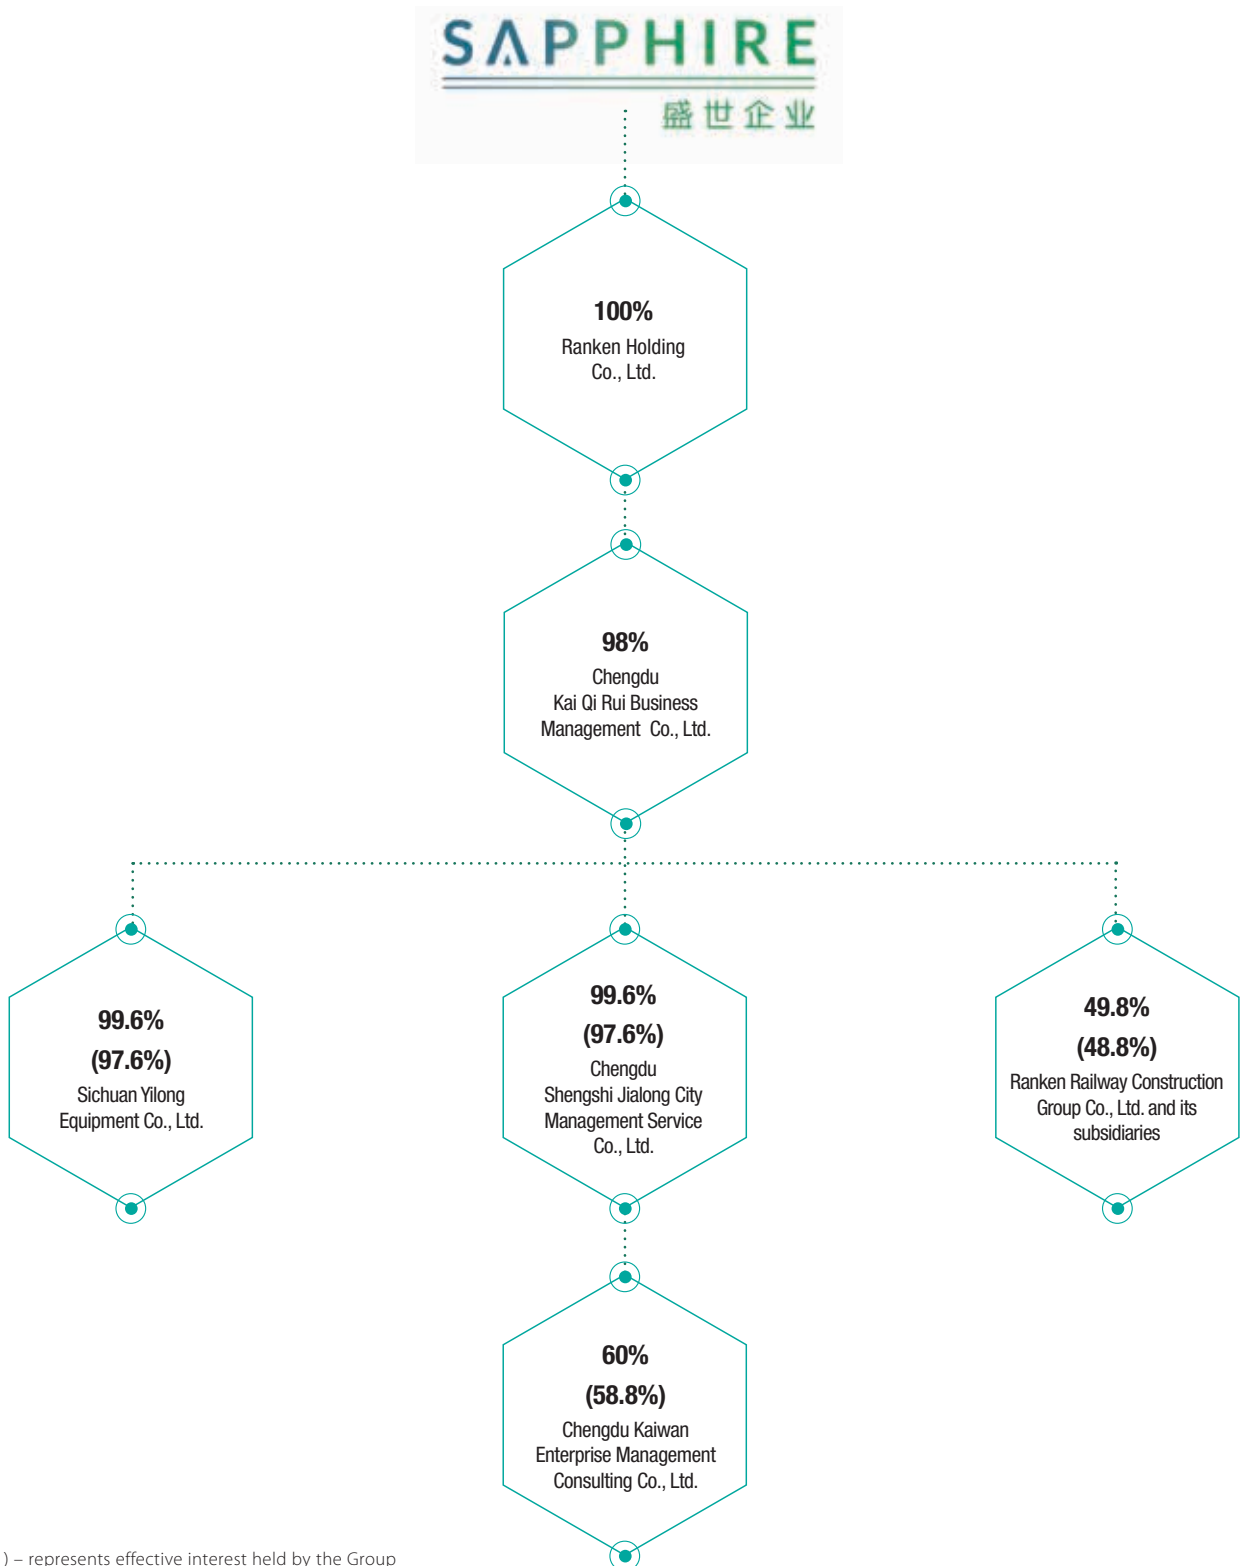 SAPPHIRE
盛世企业
100%
Ranken Holding
Co., Ltd.
98%
Chengdu
Kai Qi Rui Business
Management Co., Ltd.
99.6%
(97.6%)
Sichuan Yilong
Equipment Co., Ltd.
99.6%
(97.6%)
Chengdu
Shengshi Jialong City
Management Service
Co., Ltd.
49.8%
(48.8%)
Ranken Railway Construction
Group Co., Ltd. and its
subsidiaries
60%
(58.8%)
Chengdu Kaiwan
Enterprise Management
Consulting Co., Ltd.
) – represents effective interest held by the Group